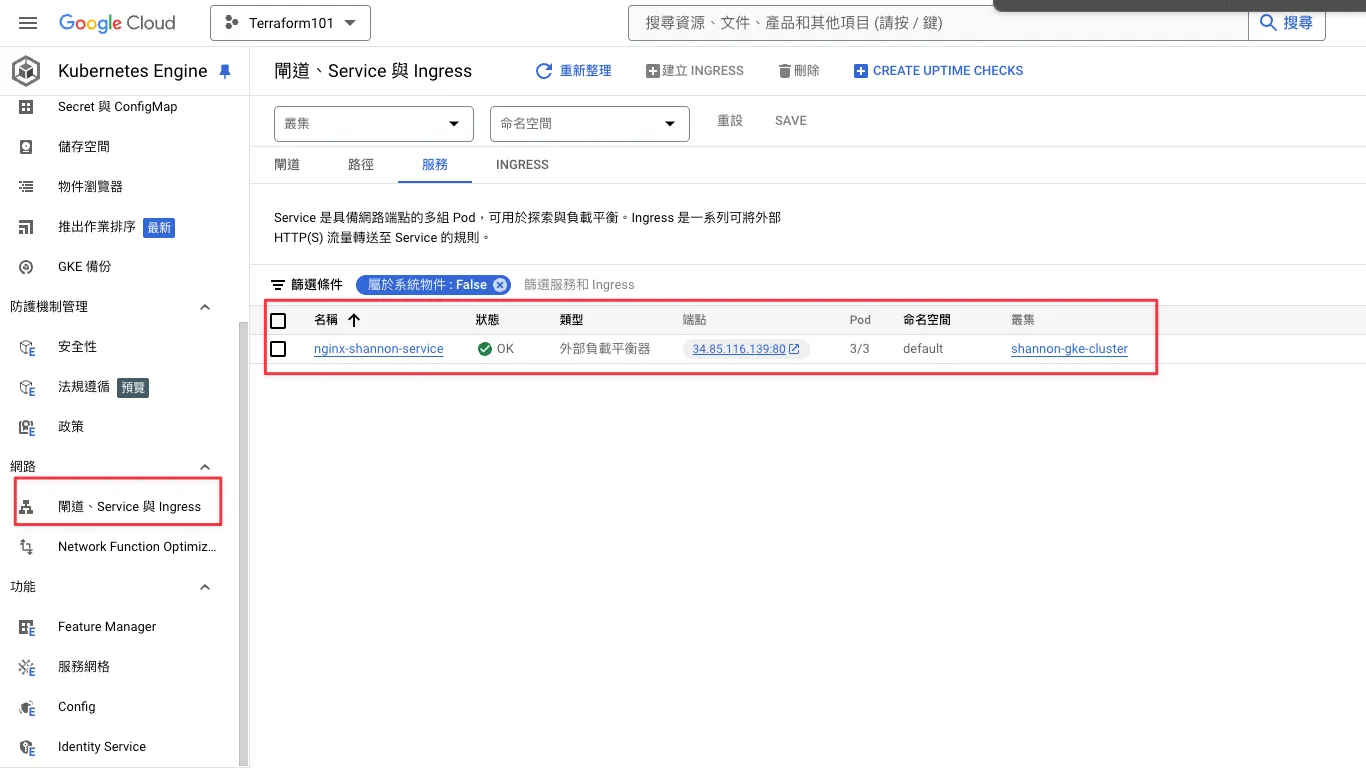 Google Cloud
Terraform101
搜尋資源、文件、產品和其他項目 (請按 / 鍵)
搜尋
Kubernetes Engine
閘道、Service 與 Ingress
重新整理
建立 INGRESS
刪除
CREATE UPTIME CHECKS
Secret 與 ConfigMap
儲存空間
物件瀏覽器
推出作業排序
最新
GKE 備份
防護機制管理
安全性
法規遵循
預覽
政策
網路
閘道、Service 與 Ingress
Network Function Optimiz...
功能
Feature Manager
服務網格
Config
Identity Service
叢集
命名空間
重設
SAVE
閘道
路徑
服務
INGRESS
Service 是具備網路端點的多組 Pod，可用於探索與負載平衡。Ingress 是一系列可將外部
HTTP(S) 流量轉送至 Service 的規則。
篩選條件
屬於系統物件 : False
篩選服務和 Ingress
名稱 狀態 類型 端點 Pod 命名空間 叢集
nginx-shannon-service OK 外部負載平衡器 34.85.116.139:80 3/3 default shannon-gke-cluster